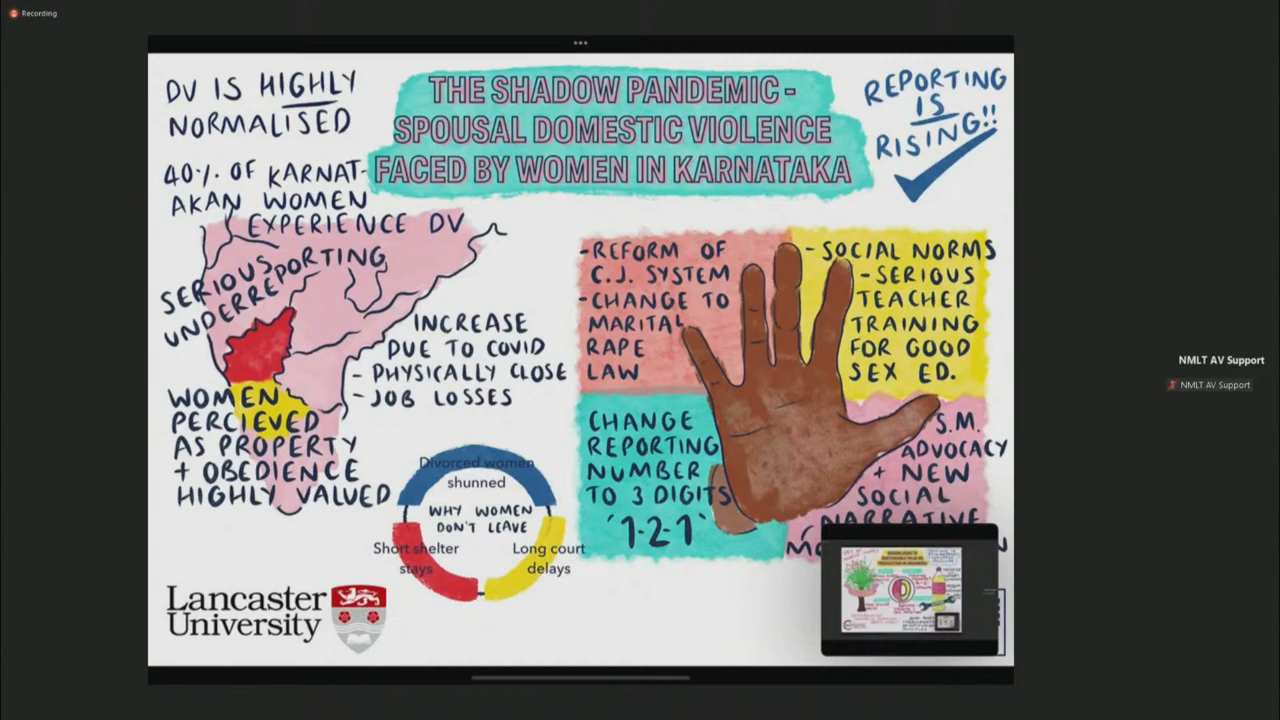 Recording
THE SHADOW PANDEMIC -
SPOUSAL DOMESTIC VIOLENCE
FACED BY WOMEN IN KARNATAKA
DV IS HIGHLY
NORMALISED
40% OF KARNAT-
AKAN WOMEN
EXPERIENCE DV
SERIOUS
UNDERREPORTING
INCREASE
DUE TO COVID
- PHYSICALLY CLOSE
- JOB LOSSES
WOMEN
PERCIEVED
AS PROPERTY
+ OBEDIENCE
HIGHLY VALUED
Divorced women
shunned
WHY WOMEN
DON'T LEAVE
Short shelter
stays
Long court
delays
Lancaster
University
REPORTING
IS
RISING!!
-REFORM OF
C.J. SYSTEM
-CHANGE TO
MARITAL
RAPE
LAW
- SOCIAL NORMS
- SERIOUS
TEACHER
TRAINING
FOR GOOD
SEX ED.
CHANGE
REPORTING
NUMBER
TO 3 DIGITS
'1-2-1'
S.M.
ADVOCACY
+ NEW
SOCIAL
NARRATIVE
NMLT AV Support
NMLT AV Support